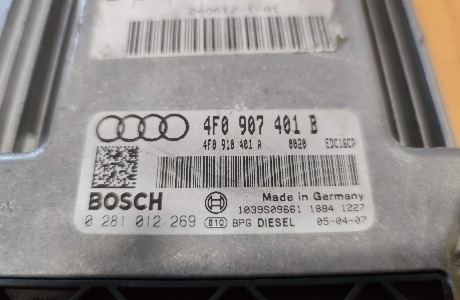 4F0 907 401 B
4F0 910 401 A 0020 EDC16CP
BOSCH
Made in Germany
1039S09661 1884 1227
0 281 012 269 e10 BPG DIESEL 05-04-07